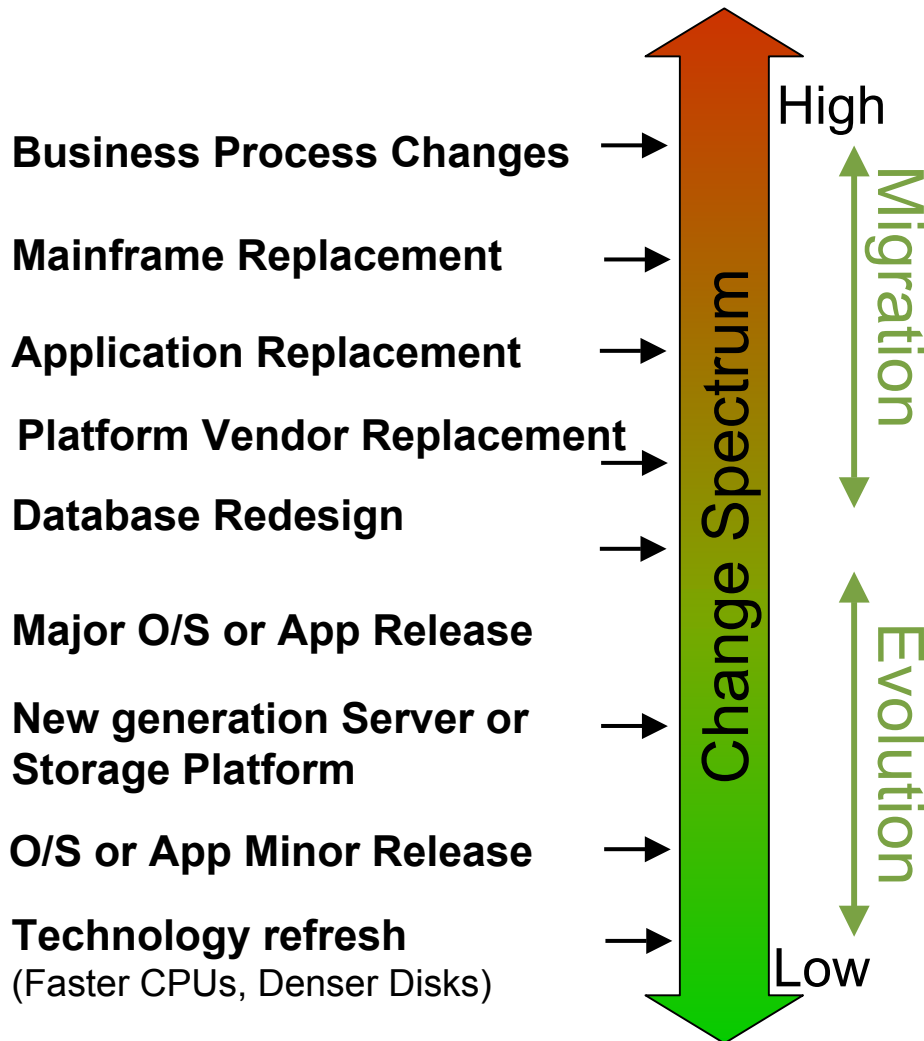 High
Business Process Changes
Mainframe Replacement
Application Replacement
Platform Vendor Replacement
Database Redesign
Major O/S or App Release
New generation Server or
Storage Platform
O/S or App Minor Release
Technology refresh
(Faster CPUs, Denser Disks)
Low
Change Spectrum
Migration
Evolution